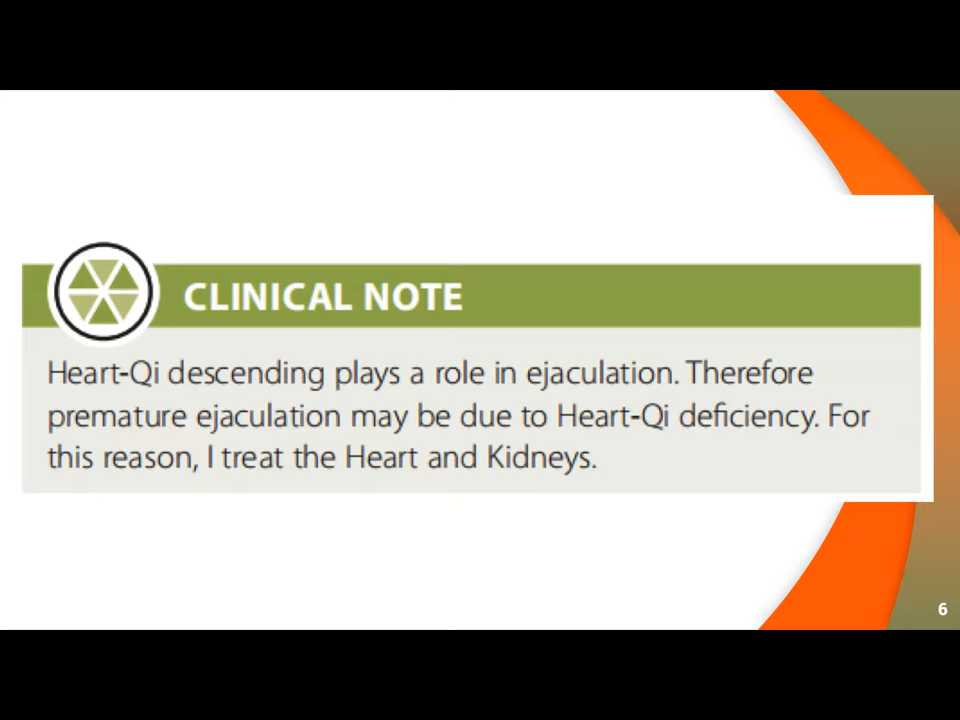 CLINICAL NOTE
Heart-Qi descending plays a role in ejaculation. Therefore
premature ejaculation may be due to Heart-Qi deficiency. For
this reason, I treat the Heart and Kidneys.
6